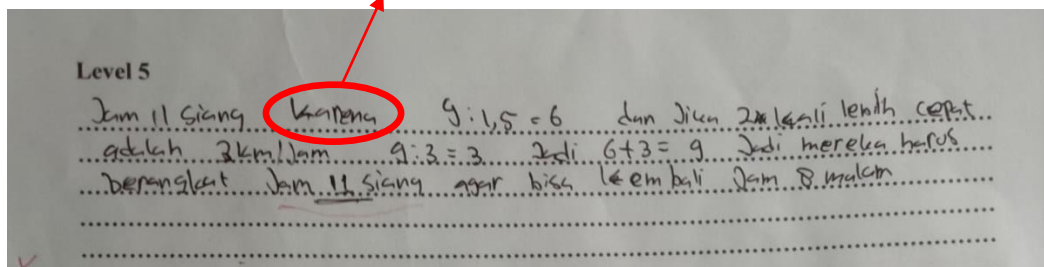 Level 5
Jam 11 siang karena 9:1,5 = 6 dan Jika 2 kali lebih cepat
adalah 3km/Jam 9:3 = 3 Jadi 6+3 = 9 Jadi mereka harus
berangkat Jam 11 siang agar bisa kembali Jam 8 malam